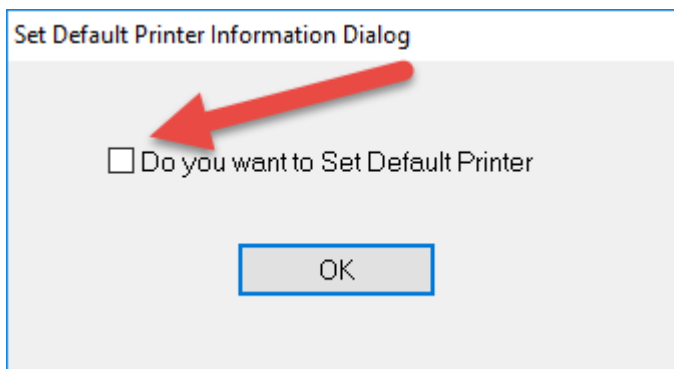 Set Default Printer Information Dialog
Do you want to Set Default Printer
OK